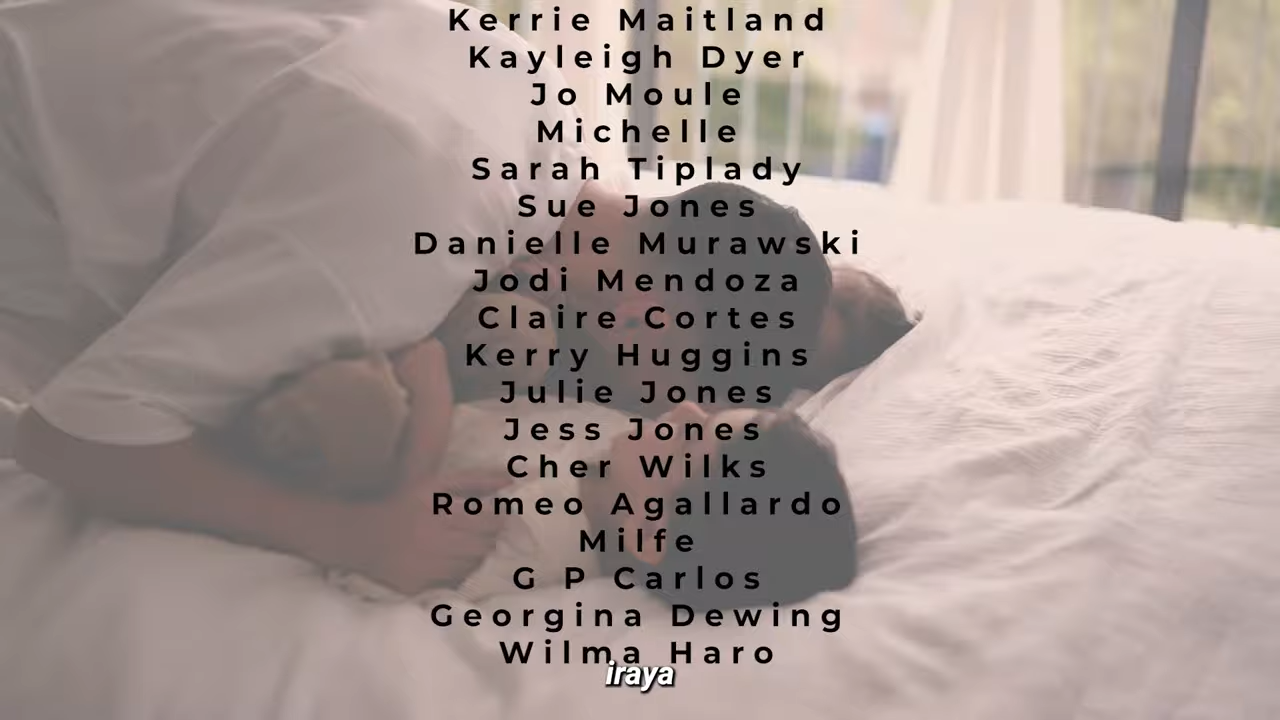 Kerrie Maitland
Kayleigh Dyer
Jo Moule
Michelle
Sarah Tiplady
Sue Jones
Danielle Murawski
Jodi Mendoza
Claire Cortes
Kerry Huggins
Julie Jones
Jess Jones
Cher Wilks
Romeo Agallardo
Milfe
G P Carlos
Georgina Dewing
Wilma Haro
iraya